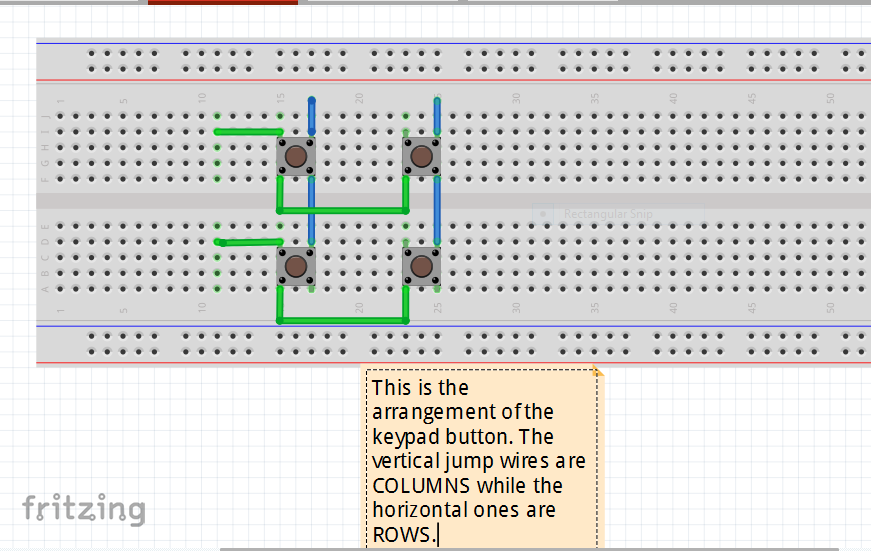 1 5 10 15 20 25 30 35 40 45 50
J
I
H
G
F
Rectangular Snip
E
D
C
B
A
1 5 10 20 25 30 35 40 45 50
This is the
arrangement of the
keypad button. The
vertical jump wires are
COLUMNS while the
horizontal ones are
ROWS.
fritzing